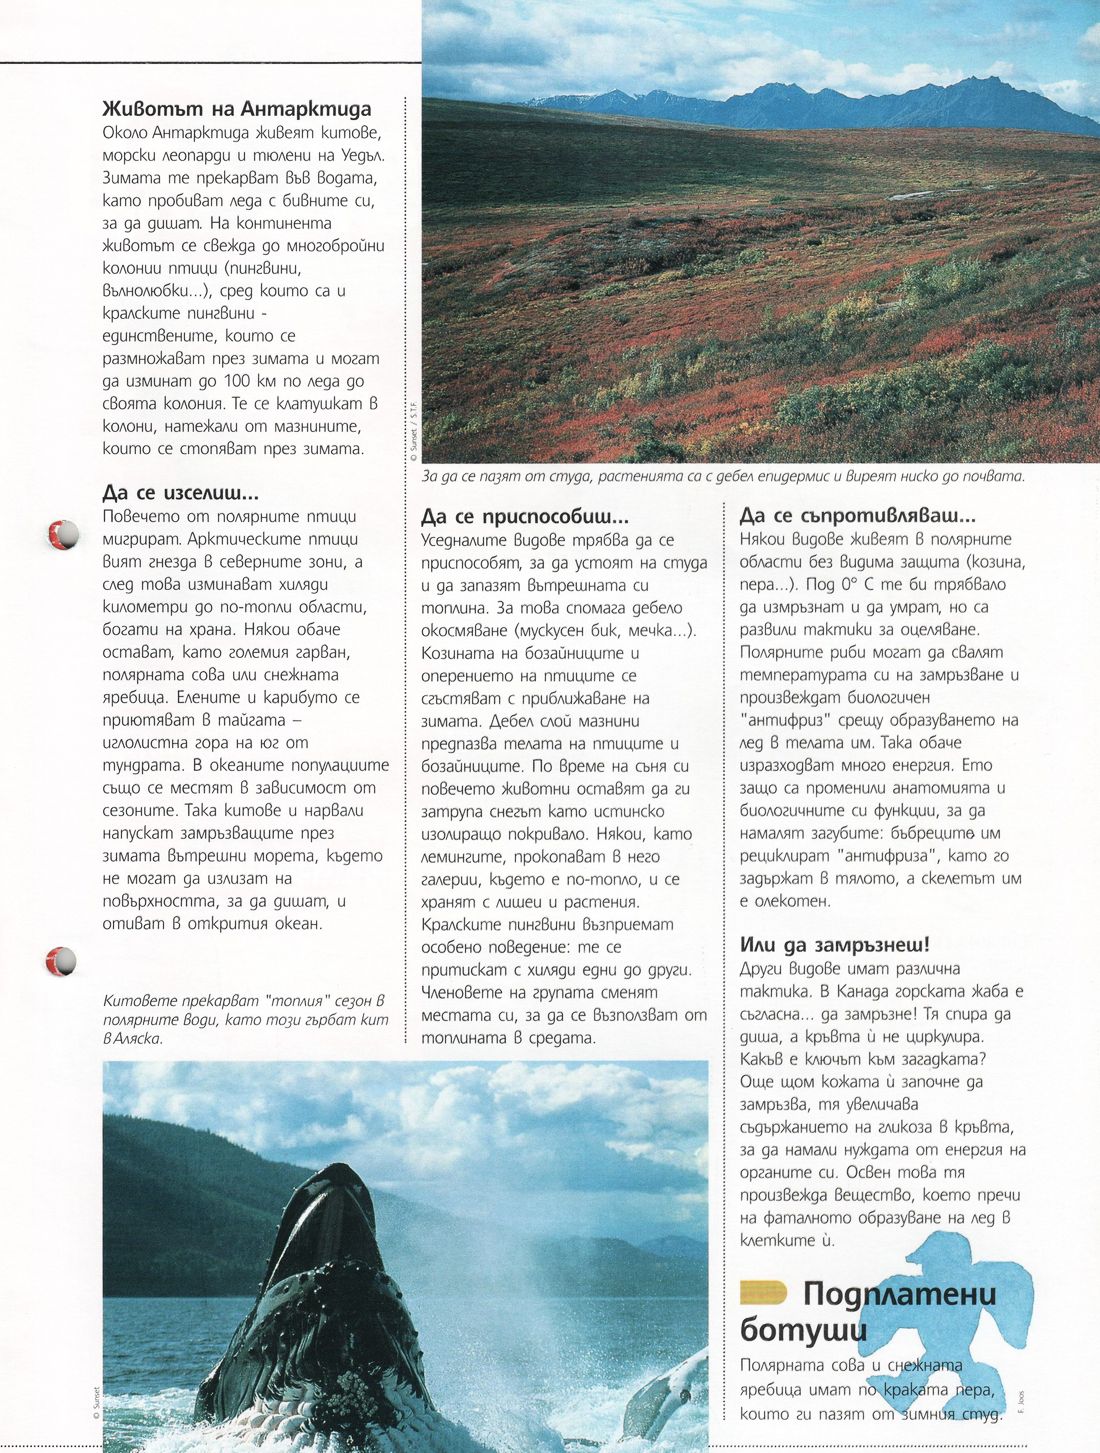 Животът на Антарктида
Около Антарктида живеят китове,
морски леопарди и тюлени на Уедъл.
Зимата те прекарват във водата,
като пробиват леда с бивните си,
за да дишат. На континента
животът се свежда до многобройни
колонии птици (пингвини,
вълнолюбки...), сред които са и
кралските пингвини -
единствените, които се
размножават през зимата и могат
да изминат до 100 км по леда до
своята колония. Те се клатушкат в
колони, натежали от мазнините,
които се стопяват през зимата.
© Sunset / S.T.F.
За да се пазят от студа, растенията са с дебел епидермис и виреят ниско до почвата.
Да се изселиш...
Повечето от полярните птици
мигрират. Арктическите птици
вият гнезда в северните зони, а
след това изминават хиляди
километри до по-топли области,
богати на храна. Някои обаче
остават, като големия гарван,
полярната сова или снежната
яребица. Елените и карибуто се
приютяват в тайгата –
иглолистна гора на юг от
тундрата. В океаните популациите
също се местят в зависимост от
сезоните. Така китове и нарвали
напускат замръзващите през
зимата вътрешни морета, където
не могат да излизат на
повърхността, за да дишат, и
отиват в открития океан.
Китовете прекарват "топлия" сезон в
полярните води, като този гърбат кит
в Аляска.
© Sunset
Да се приспособиш...
Уседналите видове трябва да се
приспособят, за да устоят на студа
и да запазят вътрешната си
топлина. За това спомага дебело
окосмяване (мускусен бик, мечка...).
Козината на бозайниците и
оперението на птиците се
сгъстяват с приближаване на
зимата. Дебел слой мазнини
предпазва телата на птиците и
бозайниците. По време на съня си
повечето животни оставят да ги
затрупа снегът като истинско
изолиращо покривало. Някои, като
лемингите, прокопават в него
галерии, където е по-топло, и се
хранят с лишеи и растения.
Кралските пингвини възприемат
особено поведение: те се
притискат с хиляди едни до други.
Членовете на групата сменят
местата си, за да се възползват от
топлината в средата.
Да се съпротивляваш...
Някои видове живеят в полярните
области без видима защита (козина,
пера...). Под 0° С те би трябвало
да измръзнат и да умрат, но са
развили тактики за оцеляване.
Полярните риби могат да свалят
температурата си на замръзване и
произвеждат биологичен
"антифриз" срещу образуването на
лед в телата им. Така обаче
изразходват много енергия. Ето
защо са променили анатомията и
биологичните си функции, за да
намалят загубите: бъбреците им
рециклират "антифриза", като го
задържат в тялото, а скелетът им
е олекотен.
Или да замръзнеш!
Други видове имат различна
тактика. В Канада горската жаба е
съгласна... да замръзне! Тя спира да
диша, а кръвта ѝ не циркулира.
Какъв е ключът към загадката?
Още щом кожата ѝ започне да
замръзва, тя увеличава
съдържанието на глюкоза в кръвта,
за да намали нуждата от енергия на
органите си. Освен това тя
произвежда вещество, което пречи
на фаталното образуване на лед в
клетките ѝ.
Подплатени
ботуши
Полярната сова и снежната
яребица имат по краката пера,
които ги пазят от зимния студ.
F. Joos